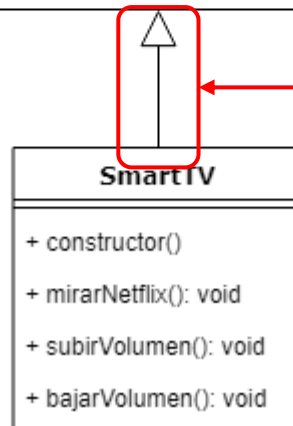 SmartTV
+ constructor()
+ mirarNetflix(): void
+ subirVolumen(): void
+ bajarVolumen(): void